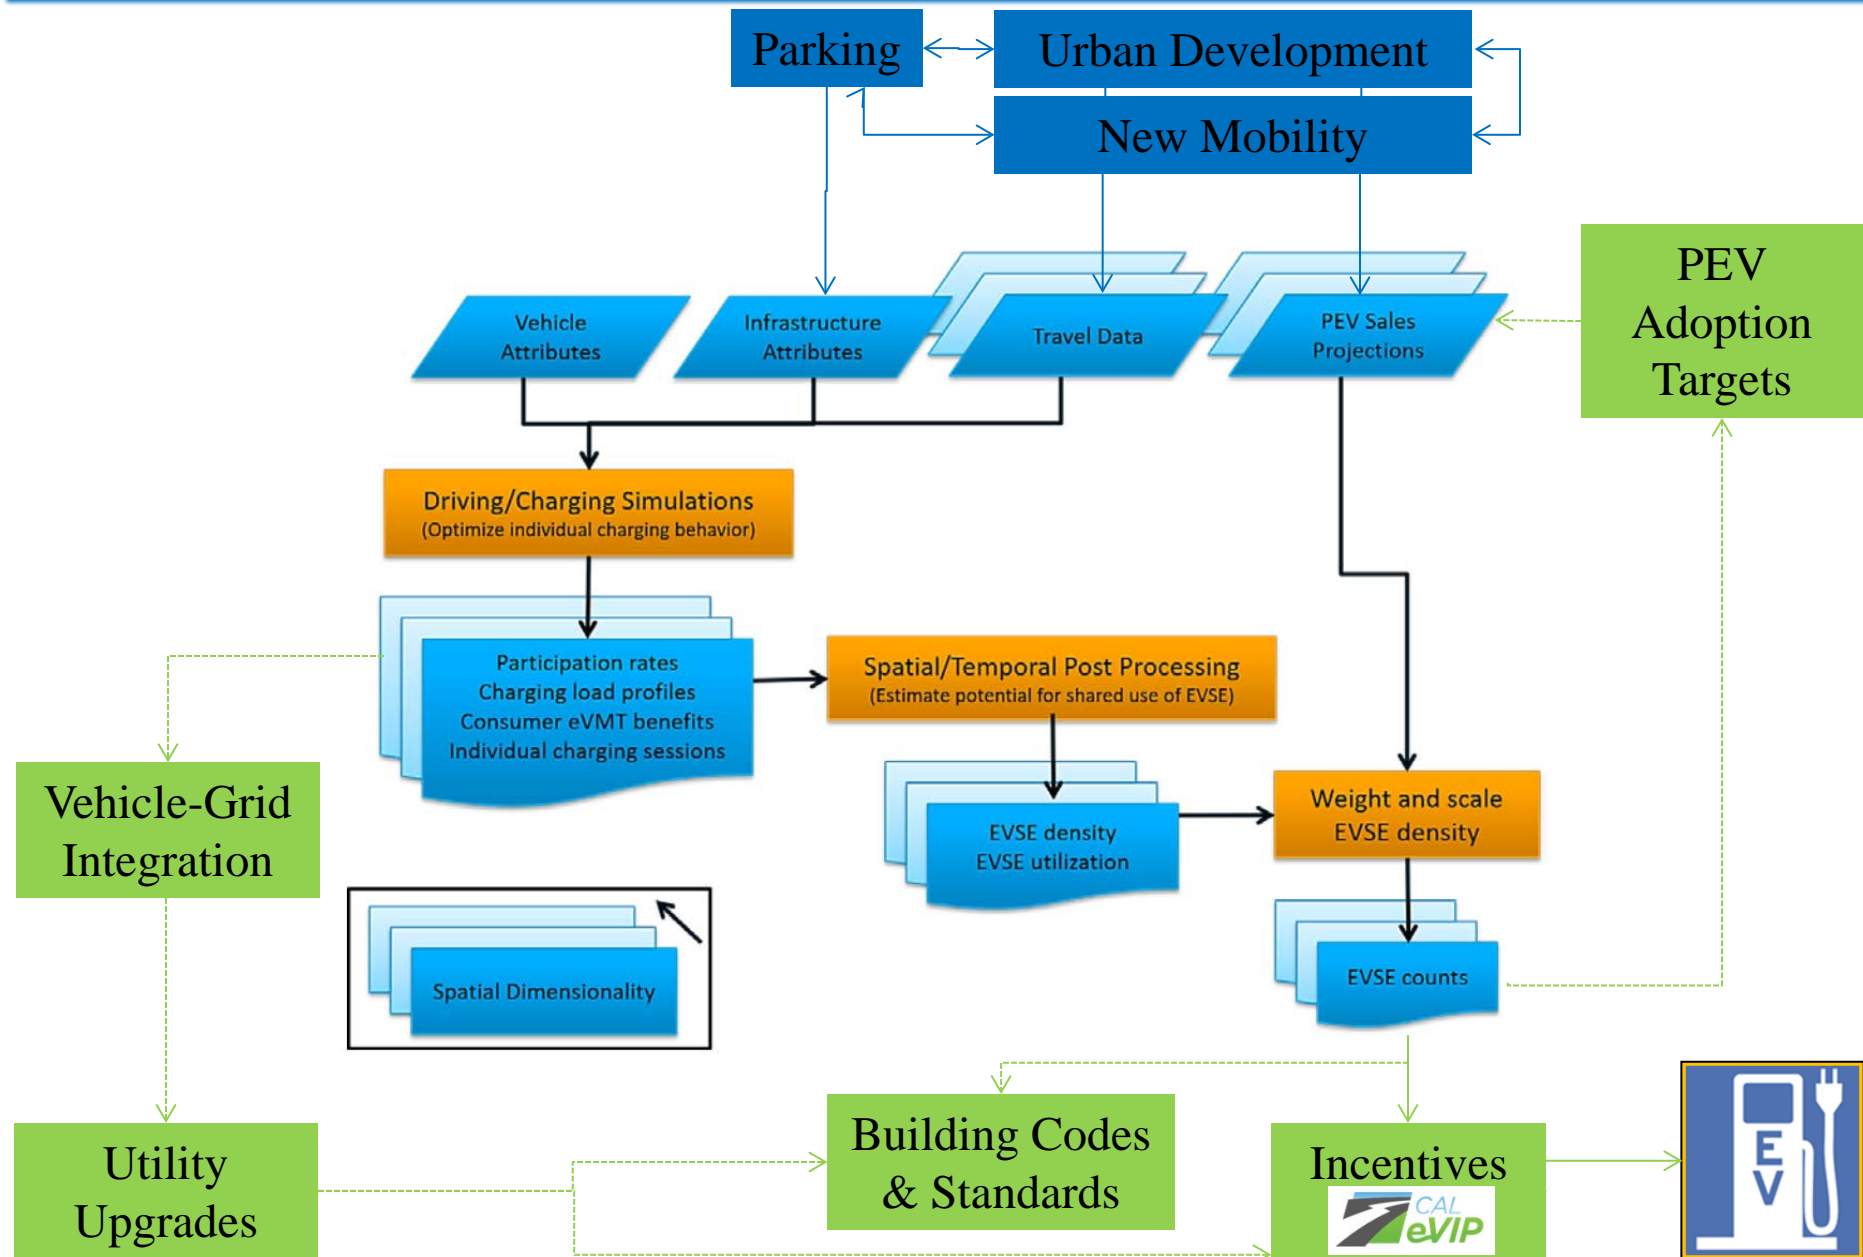 Parking
Urban Development
New Mobility
PEV
Adoption
Targets
Vehicle
Attributes
Infrastructure
Attributes
Travel Data
PEV Sales
Projections
Driving/Charging Simulations
(Optimize individual charging behavior)
Participation rates
Charging load profiles
Consumer eVMT benefits
Individual charging sessions
Spatial/Temporal Post Processing
(Estimate potential for shared use of EVSE)
Vehicle-Grid
Integration
EVSE density
EVSE utilization
Weight and scale
EVSE density
Spatial Dimensionality
EVSE counts
Utility
Upgrades
Building Codes
& Standards
Incentives
CAL
eVIP
E
V